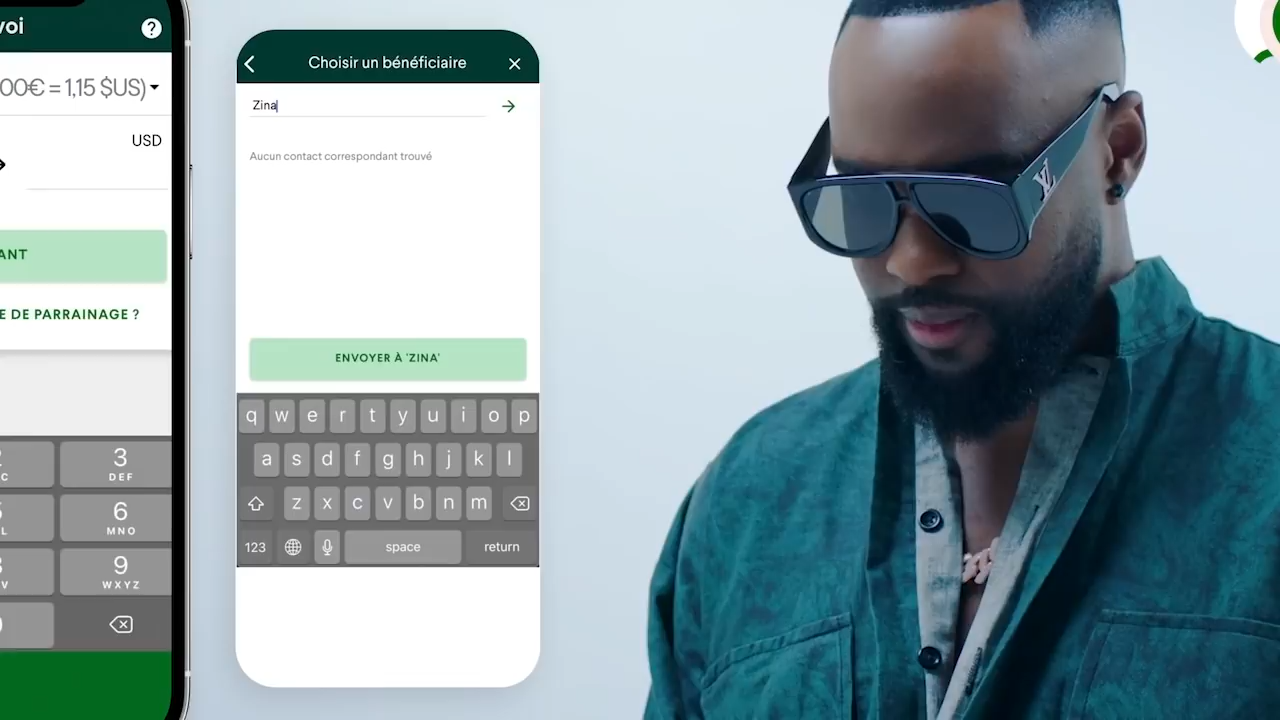 voi
?
00€ = 1,15 $US)
USD
ANT
E DE PARRAINAGE ?
3
DEF
C
6
MNO
L
9
WXYZ
V
Choisir un bénéficiaire
Zina
Aucun contact correspondant trouvé
ENVOYER À 'ZINA'
q w e r t y u i o p
a s d f g h j k l
z x c v b n m
123 space return
LV